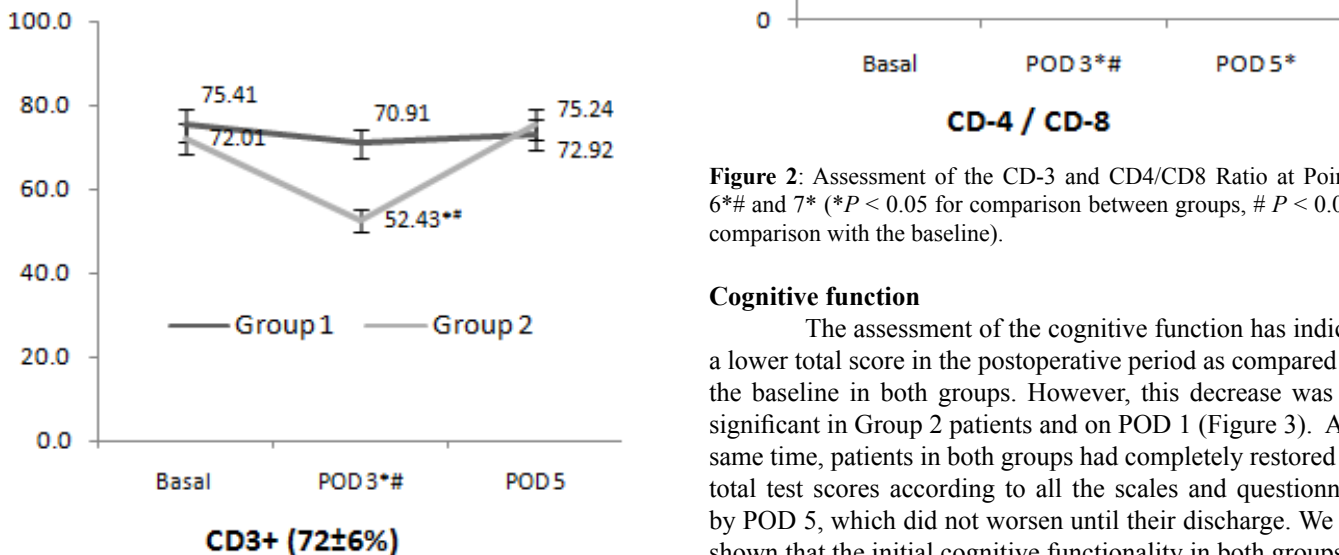 100.0
80.0
60.0
40.0
20.0
0.0
75.41
72.01
70.91
52.43*#
75.24
72.92
Group 1 Group 2
Basal POD 3*# POD 5
CD3+ (72±6%)
0
Basal POD 3*# POD 5*
CD-4 / CD-8
Figure 2: Assessment of the CD-3 and CD4/CD8 Ratio at
6*# and 7* (*P < 0.05 for comparison between groups, # P <
comparison with the baseline).
Cognitive function
The assessment of the cognitive function has
a lower total score in the postoperative period as compared
the baseline in both groups. However, this decrease was
significant in Group 2 patients and on POD 1 (Figure 3).
same time, patients in both groups had completely restored
total test scores according to all the scales and
by POD 5, which did not worsen until their discharge. We
shown that the initial cognitive functionality in both groups